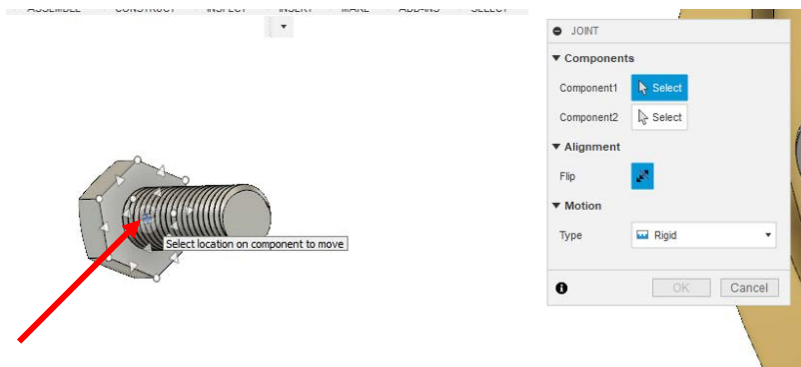 ASSEMBLE CONSTRUCT INSPECT INSERT MAKE ADD-INS SELECT
JOINT
Components
Component1 Select
Component2 Select
Alignment
Flip
Motion
Type Rigid
OK Cancel
Select location on component to move